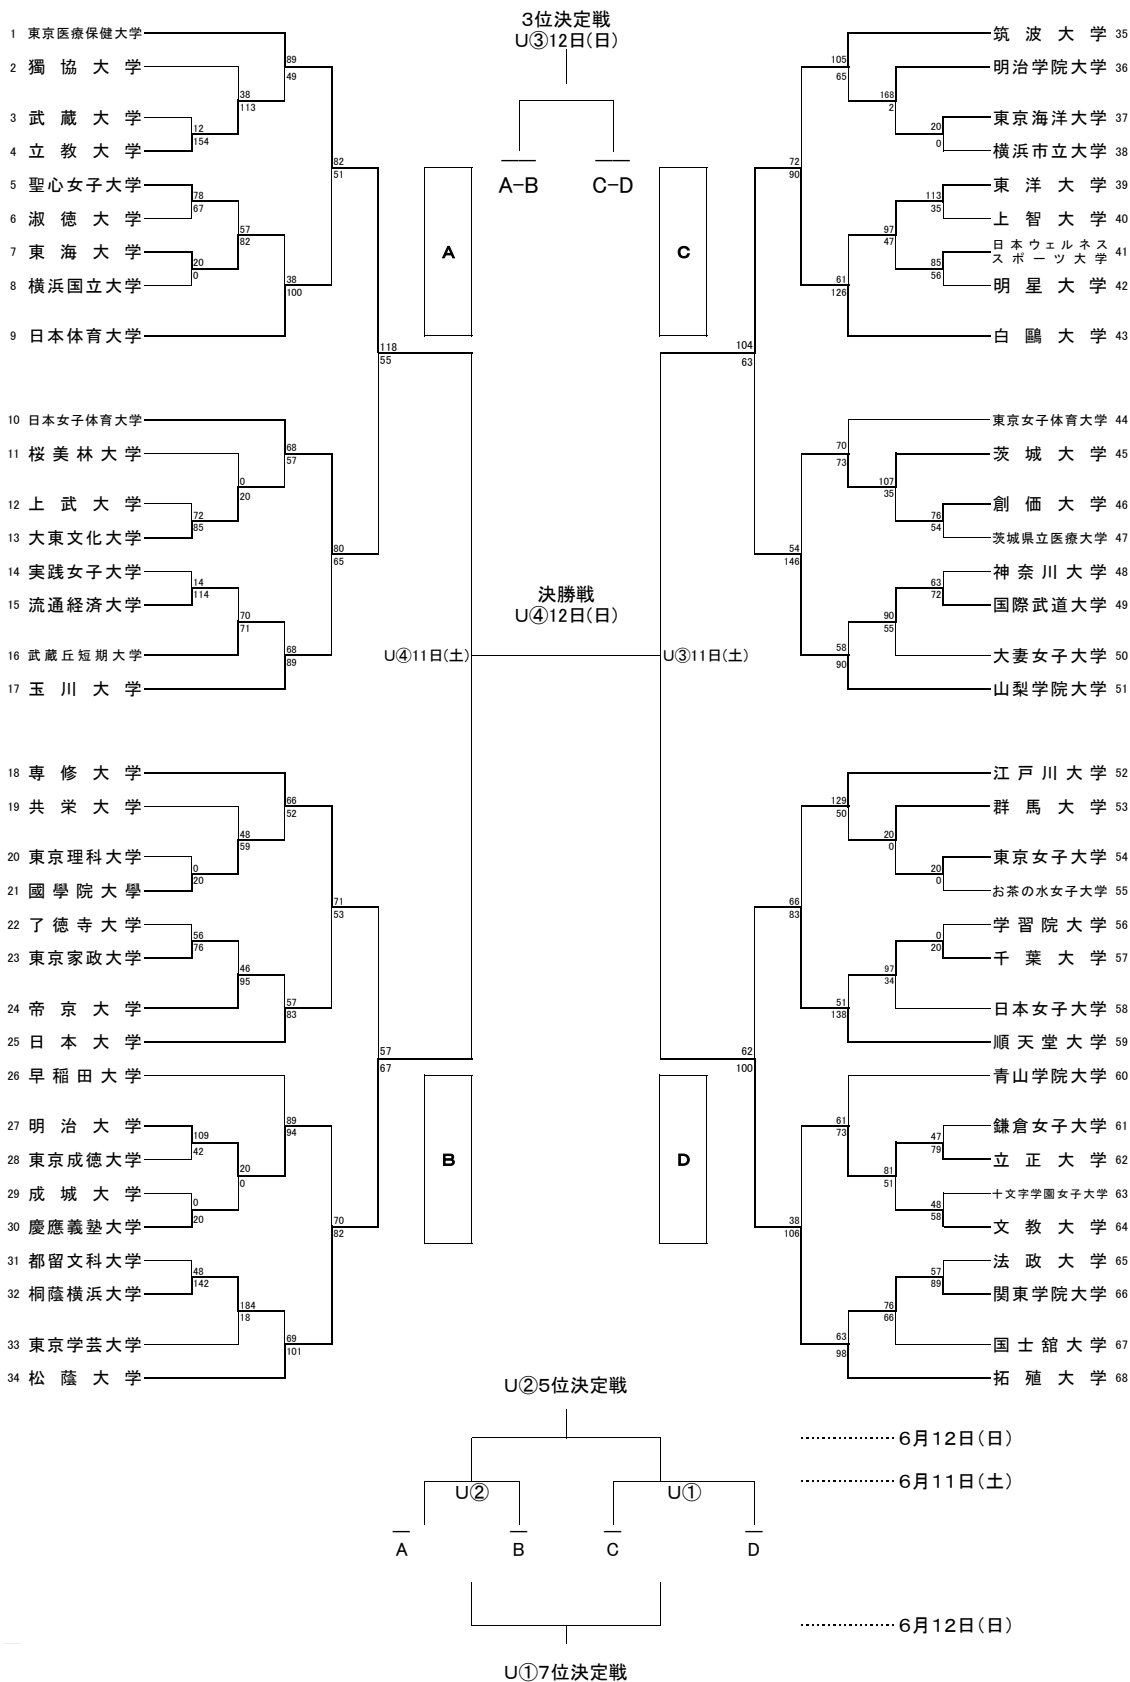 3位決定戦
U③12日(日)
A-B
C-D
1 東京医療保健大学
89
49
2 獨協大学
38
113
3 武蔵大学
12
154
4 立教大学
82
51
5 聖心女子大学
78
67
6 淑徳大学
57
82
7 東海大学
20
0
8 横浜国立大学
38
100
9 日本体育大学
118
55
10 日本女子体育大学
68
57
11 桜美林大学
0
20
12 上武大学
72
85
13 大東文化大学
80
65
14 実践女子大学
14
114
15 流通経済大学
70
71
16 武蔵丘短期大学
68
89
17 玉川大学
A
U④11日(土)
18 専修大学
66
52
19 共栄大学
48
59
20 東京理科大学
0
20
21 國學院大學
71
53
22 了徳寺大学
56
76
23 東京家政大学
46
95
24 帝京大学
57
83
25 日本大学
57
67
26 早稲田大学
89
94
27 明治大学
109
42
28 東京成徳大学
20
0
29 成城大学
0
20
30 慶應義塾大学
70
82
31 都留文科大学
48
142
32 桐蔭横浜大学
184
18
33 東京学芸大学
69
101
34 松蔭大学
B
決勝戦
U④12日(日)
筑波大学 35
105
65
明治学院大学 36
168
2
東京海洋大学 37
20
0
横浜市立大学 38
72
90
東洋大学 39
113
35
上智大学 40
97
47
日本ウェルネス
スポーツ大学 41
85
56
明星大学 42
61
126
白鷗大学 43
104
63
東京女子体育大学 44
70
73
茨城大学 45
107
35
創価大学 46
76
54
茨城県立医療大学 47
54
146
神奈川大学 48
63
72
国際武道大学 49
90
55
大妻女子大学 50
58
90
山梨学院大学 51
C
U③11日(土)
江戸川大学 52
129
50
群馬大学 53
20
0
東京女子大学 54
20
0
お茶の水女子大学 55
66
83
学習院大学 56
0
20
千葉大学 57
97
34
日本女子大学 58
51
138
順天堂大学 59
62
100
青山学院大学 60
61
73
鎌倉女子大学 61
47
79
立正大学 62
81
51
十文字学園女子大学 63
48
58
文教大学 64
38
106
法政大学 65
57
89
関東学院大学 66
76
66
国士舘大学 67
63
98
拓殖大学 68
D
U②5位決定戦
6月12日(日)
6月11日(土)
U②
U①
A
B
C
D
6月12日(日)
U①7位決定戦